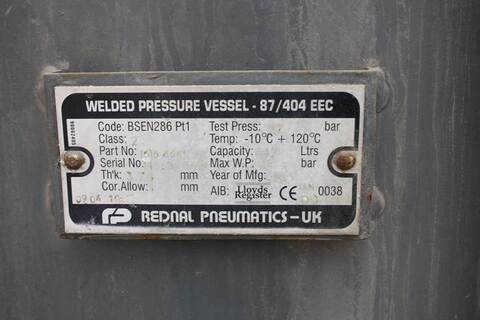 WELDED PRESSURE VESSEL - 87/404 EEC
Code: BSEN286 Pt1 Test Press: bar
Class: 2 Temp: -10°C + 120°C
Part No: Capacity: Ltrs
Serial No: Max W.P: bar
Th'k: mm Year of Mfg:
Cor.Allow: mm AIB: Lloyds Register CE 0038
REDNAL PNEUMATICS-UK